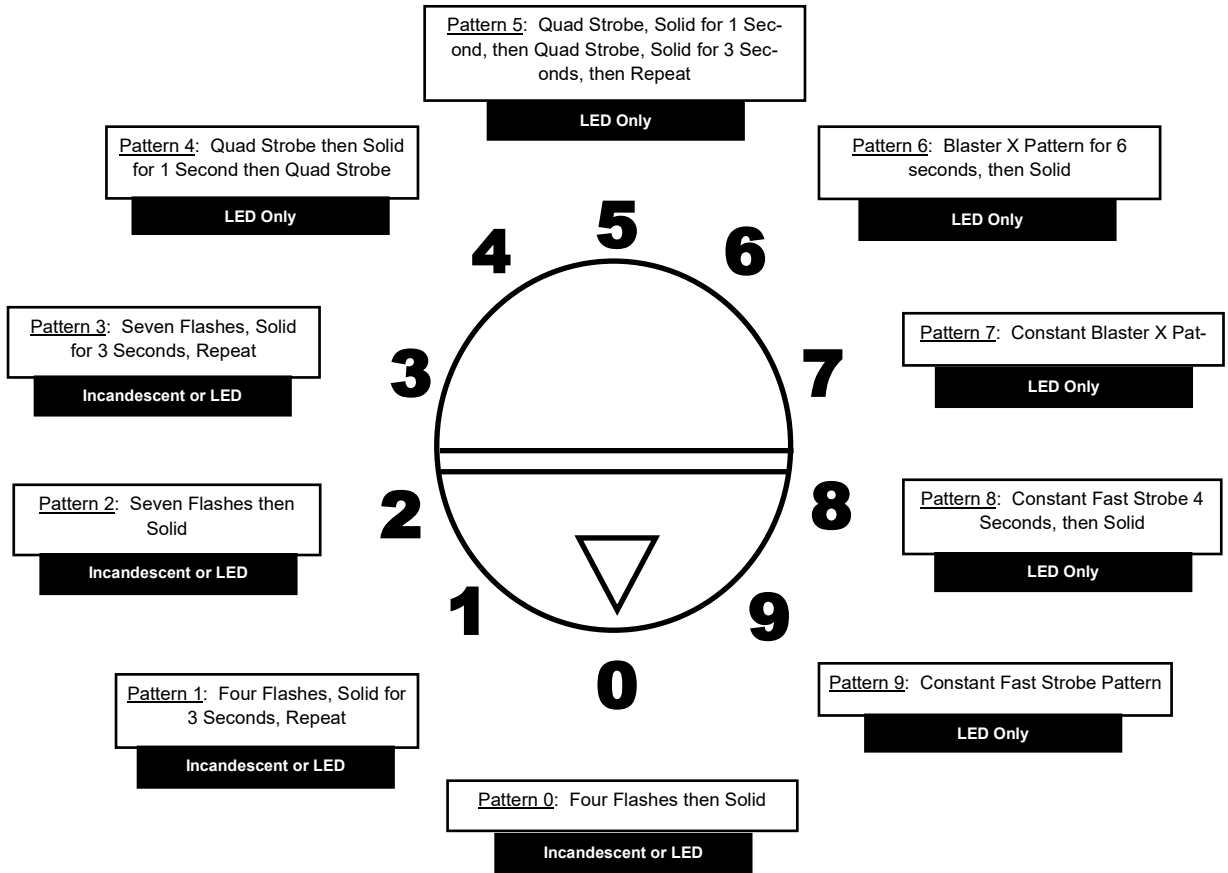 Pattern 5:  Quad Strobe, Solid for 1 Sec-
ond, then Quad Strobe, Solid for 3 Sec-
onds, then Repeat
LED Only
Pattern 4:  Quad Strobe then Solid
for 1 Second then Quad Strobe
LED Only
Pattern 6:  Blaster X Pattern for 6
seconds, then Solid
LED Only
5
4
6
Pattern 3:  Seven Flashes, Solid
for 3 Seconds, Repeat
Incandescent or LED
3
7
Pattern 7:  Constant Blaster X Pat-
LED Only
Pattern 2:  Seven Flashes then
Solid
Incandescent or LED
2
8
Pattern 8:  Constant Fast Strobe 4
Seconds, then Solid
LED Only
1
9
0
Pattern 1:  Four Flashes, Solid for
3 Seconds, Repeat
Incandescent or LED
Pattern 9:  Constant Fast Strobe Pattern
LED Only
Pattern 0:  Four Flashes then Solid
Incandescent or LED